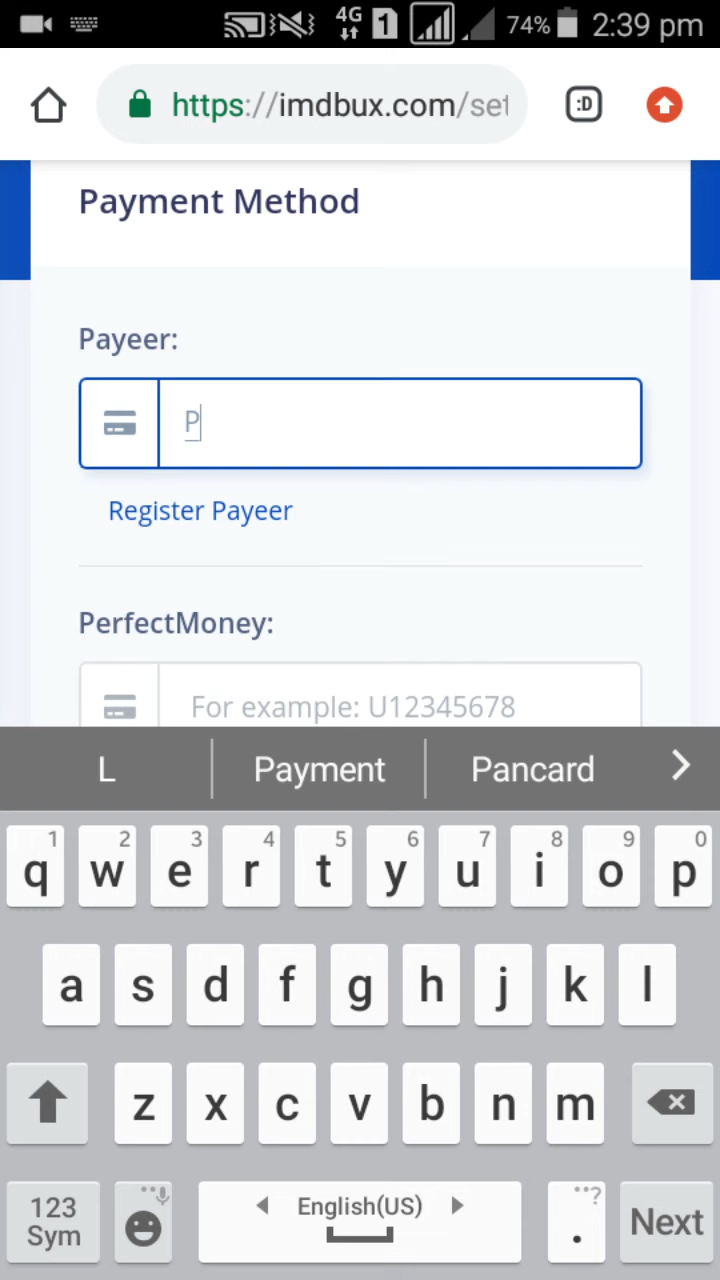 4G 1 74% 2:39 pm
https://imdbux.com/set
:D
Payment Method
Payeer:
P
Register Payeer
PerfectMoney:
For example: U12345678
L Payment Pancard
1 2 3 4 5 6 7 8 9 0
q w e r t y u i o p
a s d f g h j k l
z x c v b n m
123 Sym English(US) . ? Next